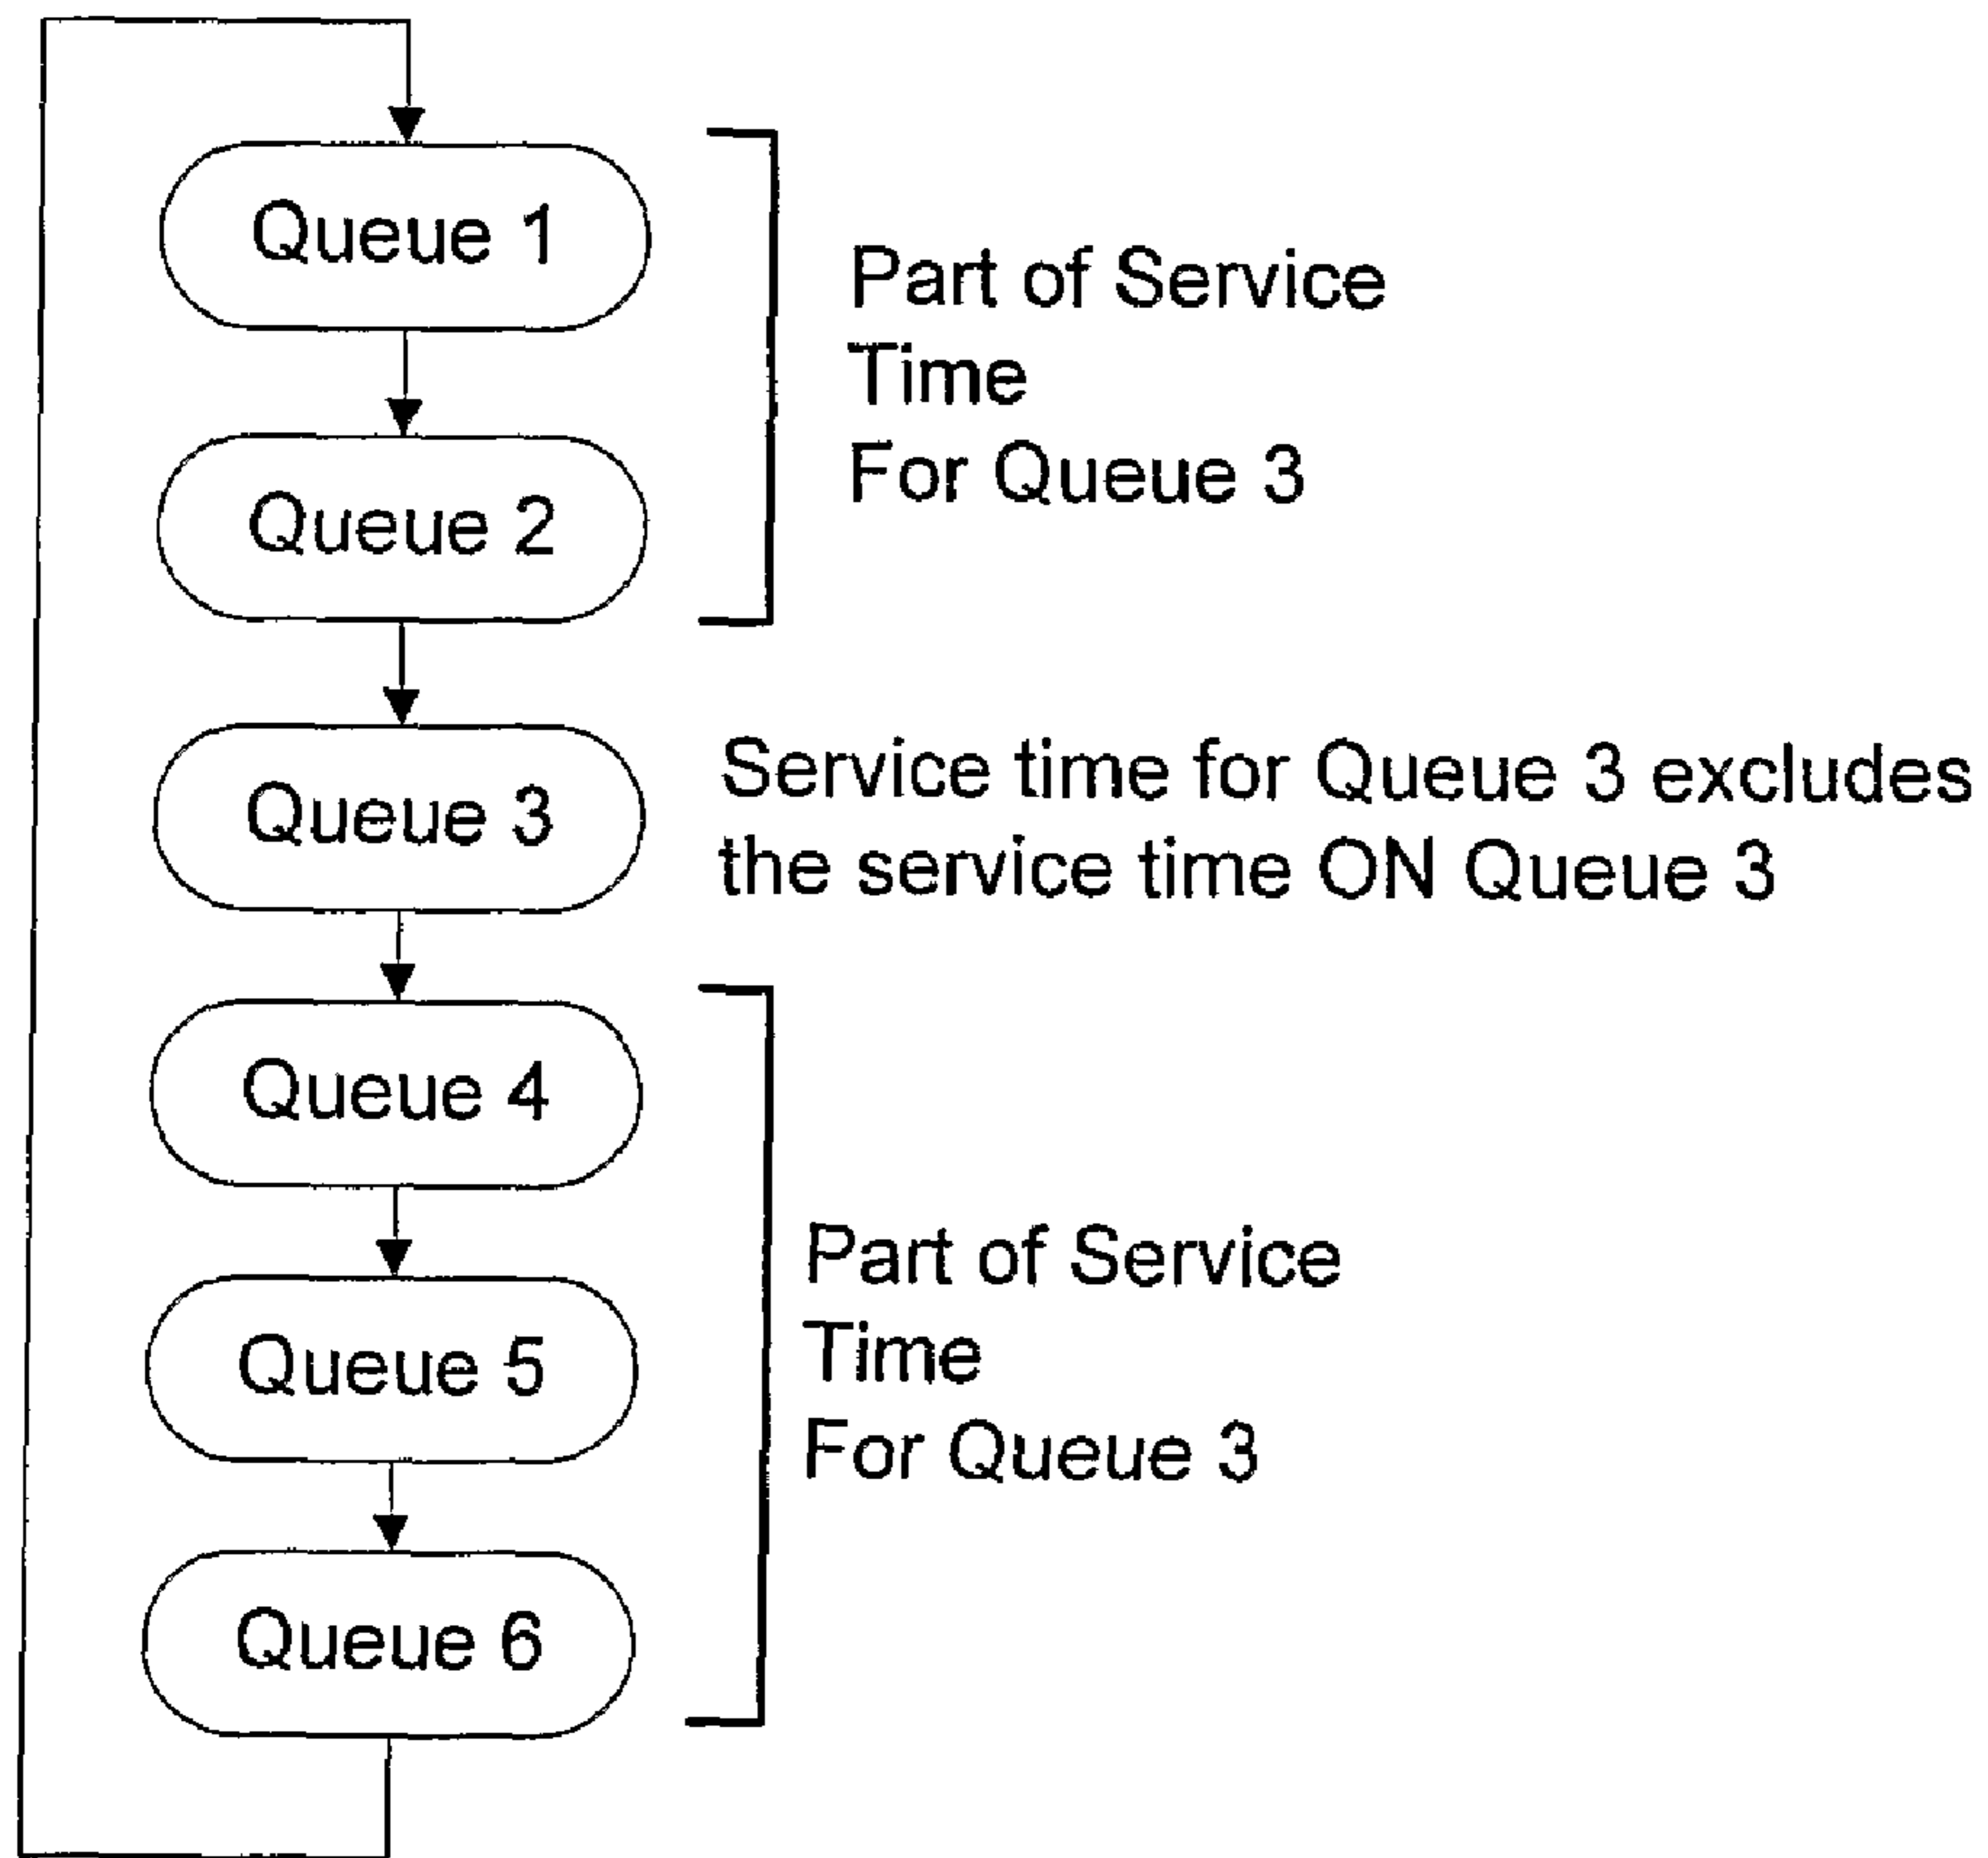 Queue 1
Part of Service
Time
For Queue 3
Queue 2
Queue 3
Service time for Queue 3 excludes
the service time ON Queue 3
Queue 4
Queue 5
Part of Service
Time
For Queue 3
Queue 6